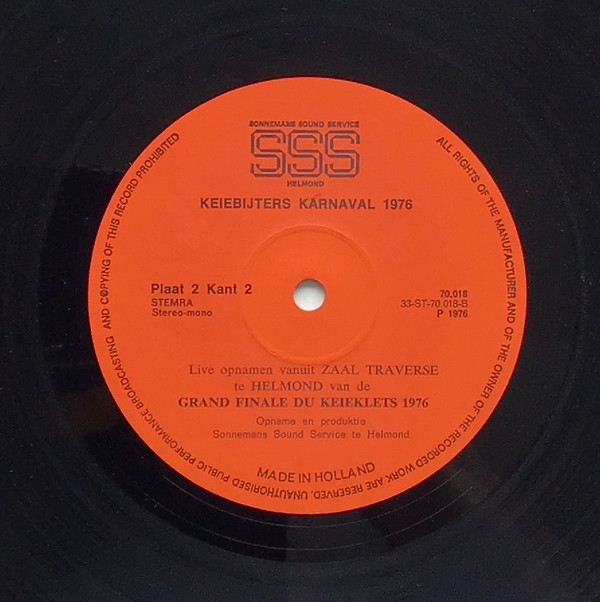 SONNEMANS SOUND SERVICE
SSS
HELMOND
KEIEBIJTERS KARNAVAL 1976
Plaat 2 Kant 2
STEMRA
Stereo-mono
70.018
33-ST-70.018-B
P 1976
Live opnamen vanuit ZAAL TRAVERSE
te HELMOND van de
GRAND FINALE DU KEIEKLETS 1976
Opname en produktie
Sonnemans Sound Service te Helmond
MADE IN HOLLAND
ALL RIGHTS OF THE MANUFACTURER AND OF THE OWNER OF THE RECORDED WORK ARE RESERVED. UNAUTHORISED PUBLIC PERFORMANCE BROADCASTING AND COPYING OF THIS RECORD PROHIBITED